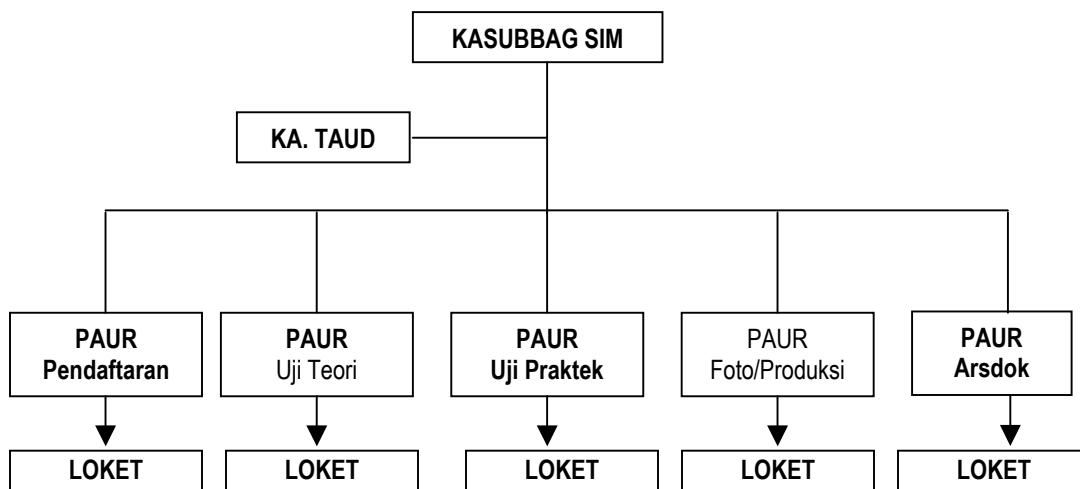 KASUBBAG SIM
KA. TAUD
PAUR
Pendaftaran
PAUR
Uji Teori
PAUR
Uji Praktek
PAUR
Foto/Produksi
PAUR
Arsdok
LOKET
LOKET
LOKET
LOKET
LOKET